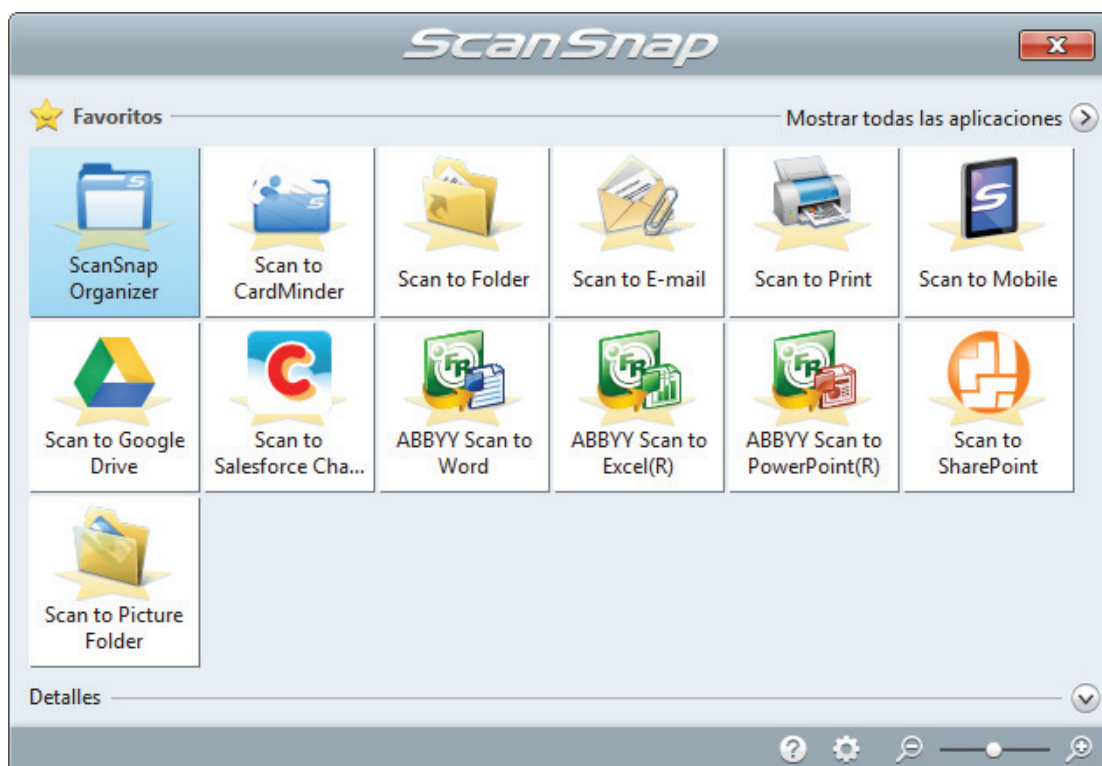 ScanSnap
Favoritos
Mostrar todas las aplicaciones
ScanSnap
Organizer
Scan to
CardMinder
Scan to Folder
Scan to E-mail
Scan to Print
Scan to Mobile
Scan to Google
Drive
Scan to
Salesforce Cha...
ABBYY Scan to
Word
ABBYY Scan to
Excel(R)
ABBYY Scan to
PowerPoint(R)
Scan to
SharePoint
Scan to Picture
Folder
Detalles